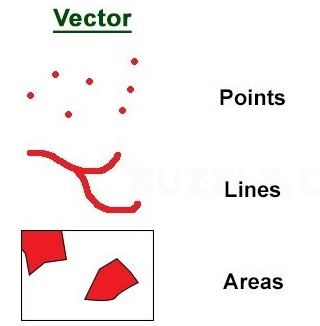 Vector
Points
Lines
Areas